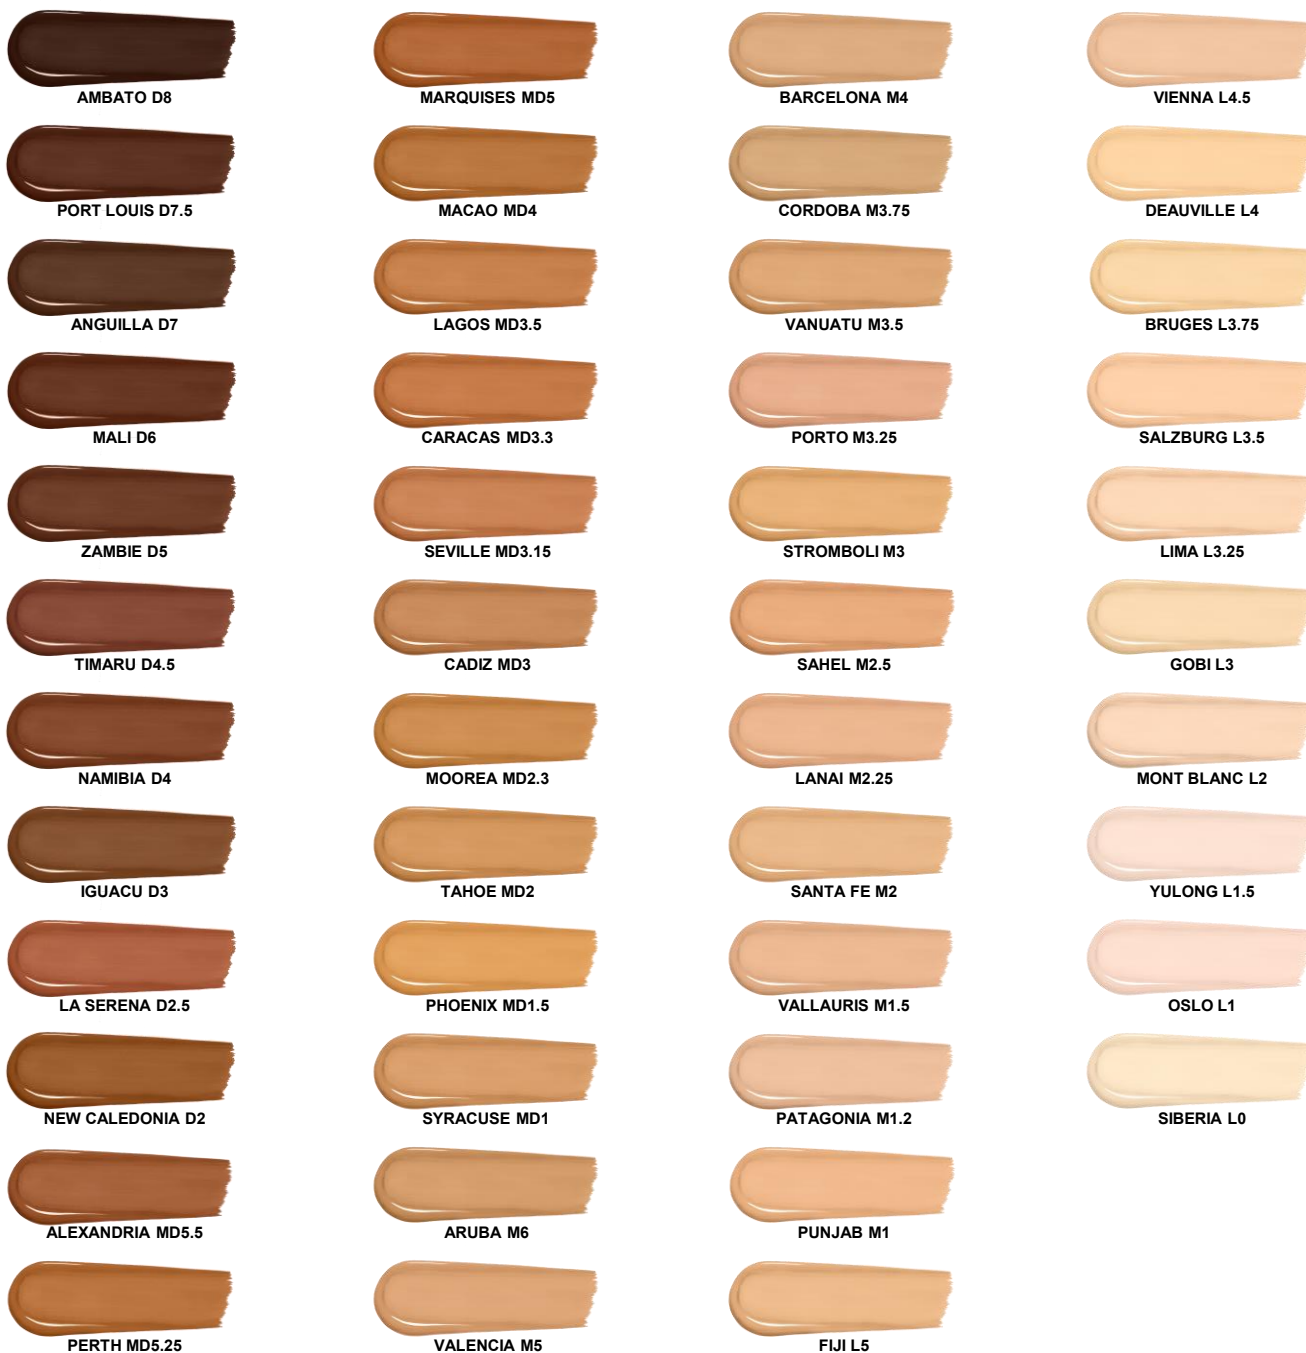 AMBATO D8
PORT LOUIS D7.5
ANGUILLA D7
MALI D6
ZAMBIE D5
TIMARU D4.5
NAMIBIA D4
IGUACU D3
LA SERENA D2.5
NEW CALEDONIA D2
ALEXANDRIA MD5.5
PERTH MD5.25
MARQUISES MD5
MACAO MD4
LAGOS MD3.5
CARACAS MD3.3
SEVILLE MD3.15
CADIZ MD3
MOOREA MD2.3
TAHOE MD2
PHOENIX MD1.5
SYRACUSE MD1
ARUBA M6
VALENCIA M5
BARCELONA M4
CORDOBA M3.75
VANUATU M3.5
PORTO M3.25
STROMBOLI M3
SAHEL M2.5
LANAI M2.25
SANTA FE M2
VALLAURIS M1.5
PATAGONIA M1.2
PUNJAB M1
FIJI L5
VIENNA L4.5
DEAUVILLE L4
BRUGES L3.75
SALZBURG L3.5
LIMA L3.25
GOBI L3
MONT BLANC L2
YULONG L1.5
OSLO L1
SIBERIA L0